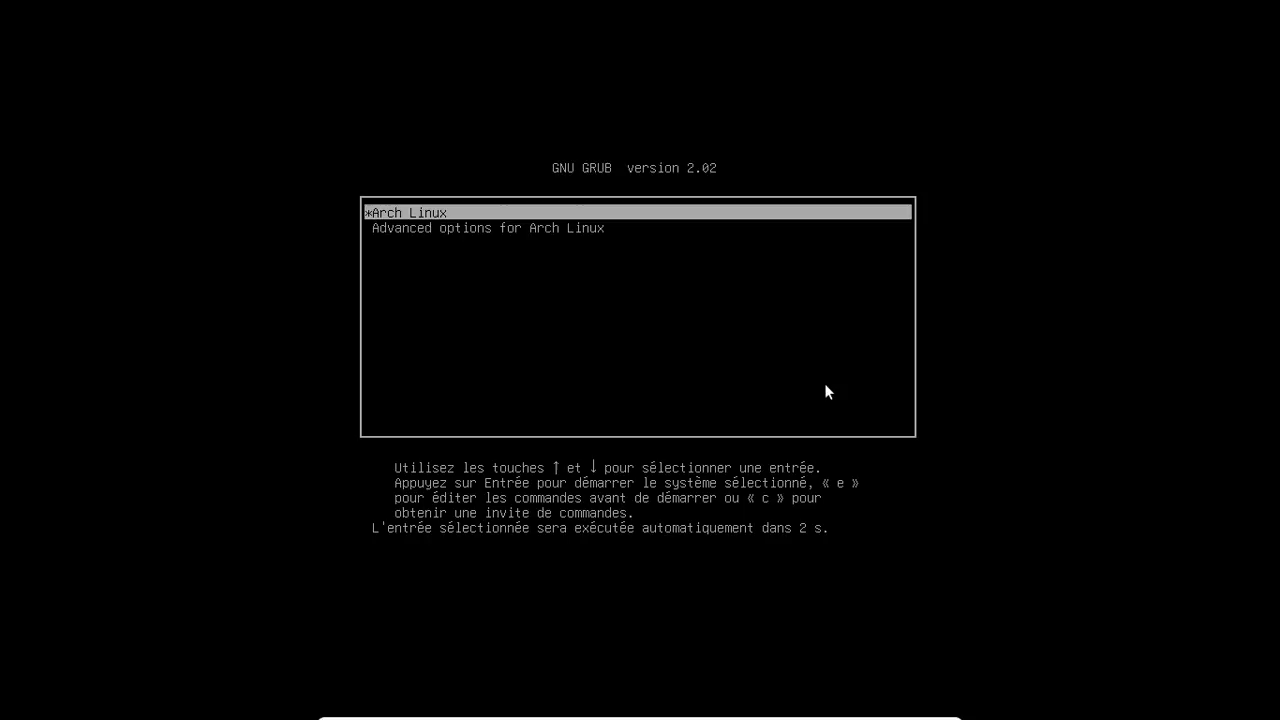 GNU GRUB  version 2.02
*Arch Linux
Advanced options for Arch Linux
Utilisez les touches ↑ et ↓ pour sélectionner une entrée.
Appuyez sur Entrée pour démarrer le système sélectionné, « e »
pour éditer les commandes avant de démarrer ou « c » pour
obtenir une invite de commandes.
L'entrée sélectionnée sera exécutée automatiquement dans 2 s.